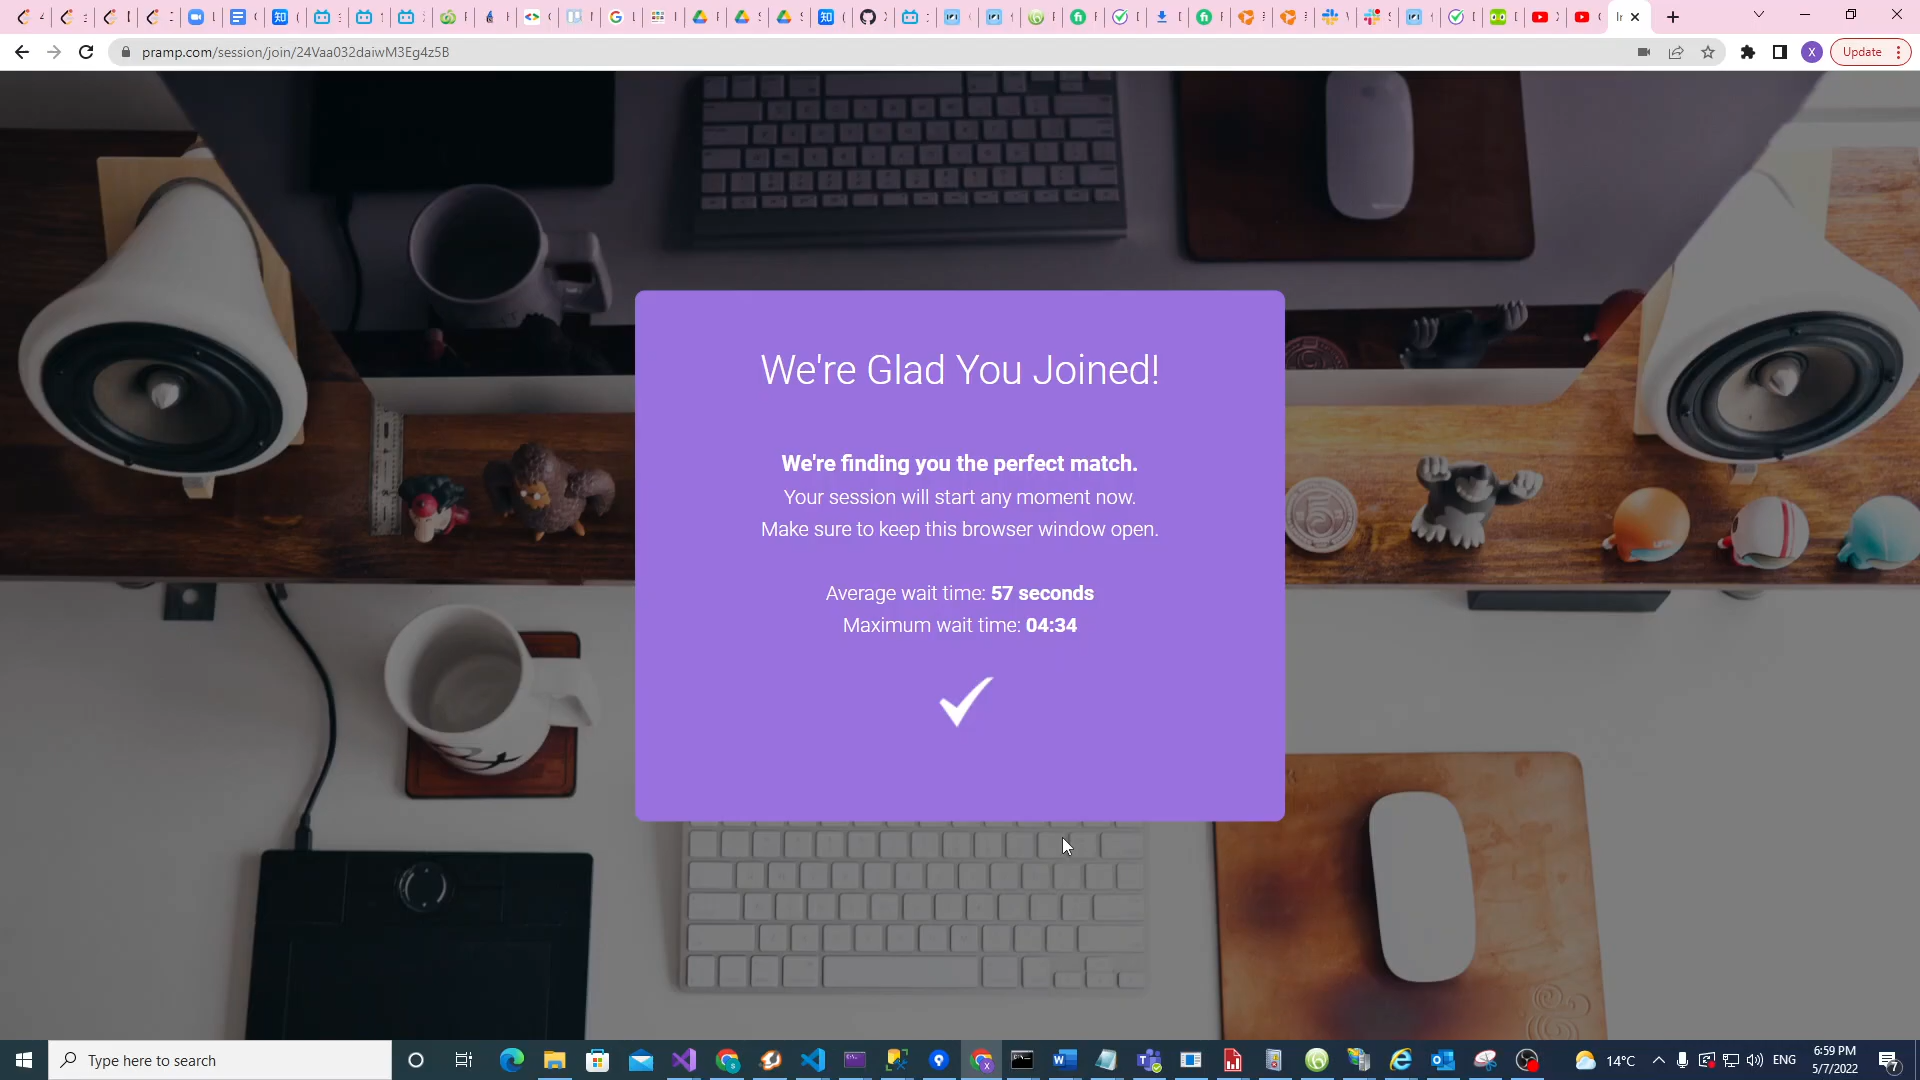 pramp.com/session/join/24Vaa032daiwM3Eg4z5B
X
Update
We're Glad You Joined!
We're finding you the perfect match.
Your session will start any moment now.
Make sure to keep this browser window open.
Average wait time: 57 seconds
Maximum wait time: 04:34
Type here to search
14°C
ENG
6:59 PM
5/7/2022
7